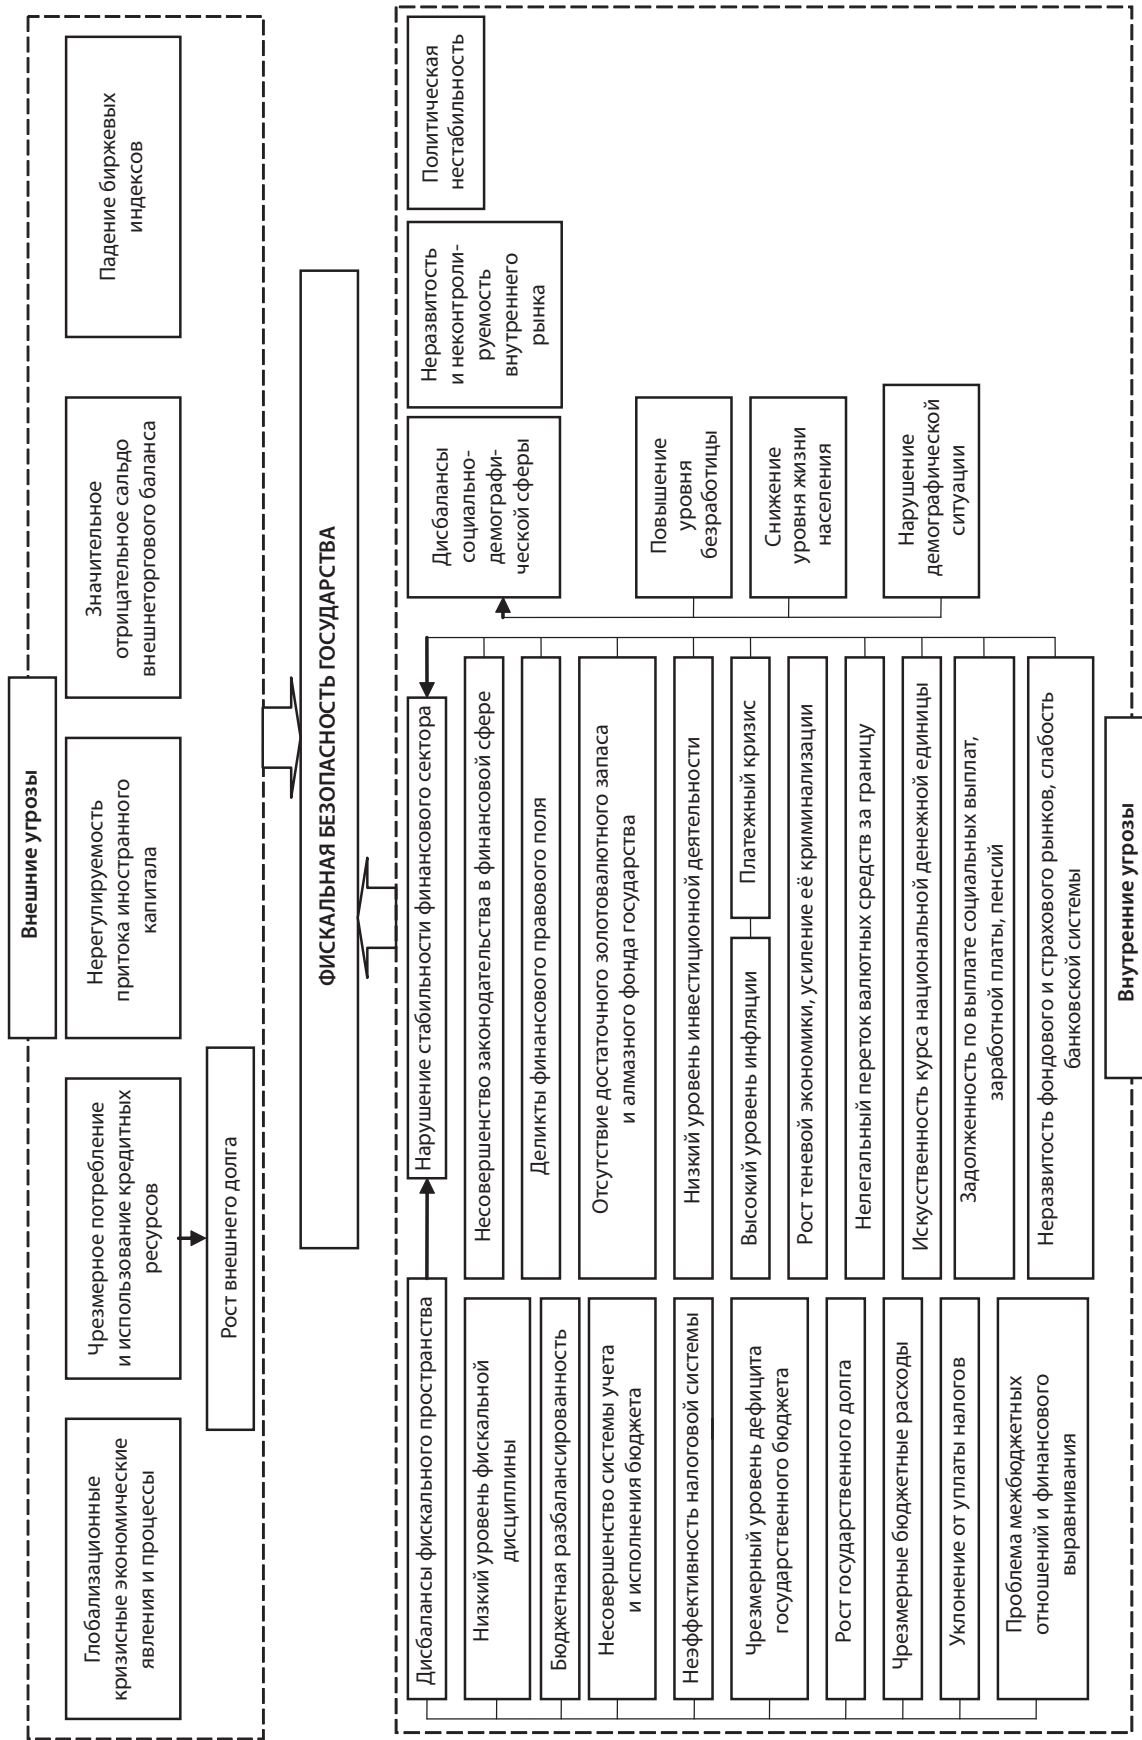 Внешние угрозы
Глобализационные
кризисные экономические
явления и процессы
Чрезмерное потребление
и использование кредитных
ресурсов
Нерегулируемость
притока иностранного
капитала
Значительное
отрицательное сальдо
внешнеторгового баланса
Падение биржевых
индексов
Рост внешнего долга
ФИСКАЛЬНАЯ БЕЗОПАСНОСТЬ ГОСУДАРСТВА
Дисбалансы фискального пространства
Низкий уровень фискальной
дисциплины
Бюджетная разбалансированность
Несовершенство системы учета
и исполнения бюджета
Неэффективность налоговой системы
Чрезмерный уровень дефицита
государственного бюджета
Рост государственного долга
Чрезмерные бюджетные расходы
Уклонение от уплаты налогов
Проблема межбюджетных
отношений и финансового
выравнивания
Нарушение стабильности финансового сектора
Несовершенство законодательства в финансовой сфере
Деликты финансового правового поля
Отсутствие достаточного золотовалютного запаса
и алмазного фонда государства
Низкий уровень инвестиционной деятельности
Высокий уровень инфляции
Платежный кризис
Рост теневой экономики, усиление её криминализации
Нелегальный переток валютных средств за границу
Искусственность курса национальной денежной единицы
Задолженность по выплате социальных выплат,
заработной платы, пенсий
Неразвитость фондового и страхового рынков, слабость
банковской системы
Дисбалансы
социально-
демографи-
ческой сферы
Повышение
уровня
безработицы
Снижение
уровня жизни
населения
Нарушение
демографической
ситуации
Неразвитость
и неконтроли-
руемость
внутреннего
рынка
Политическая
нестабильность
Внутренние угрозы